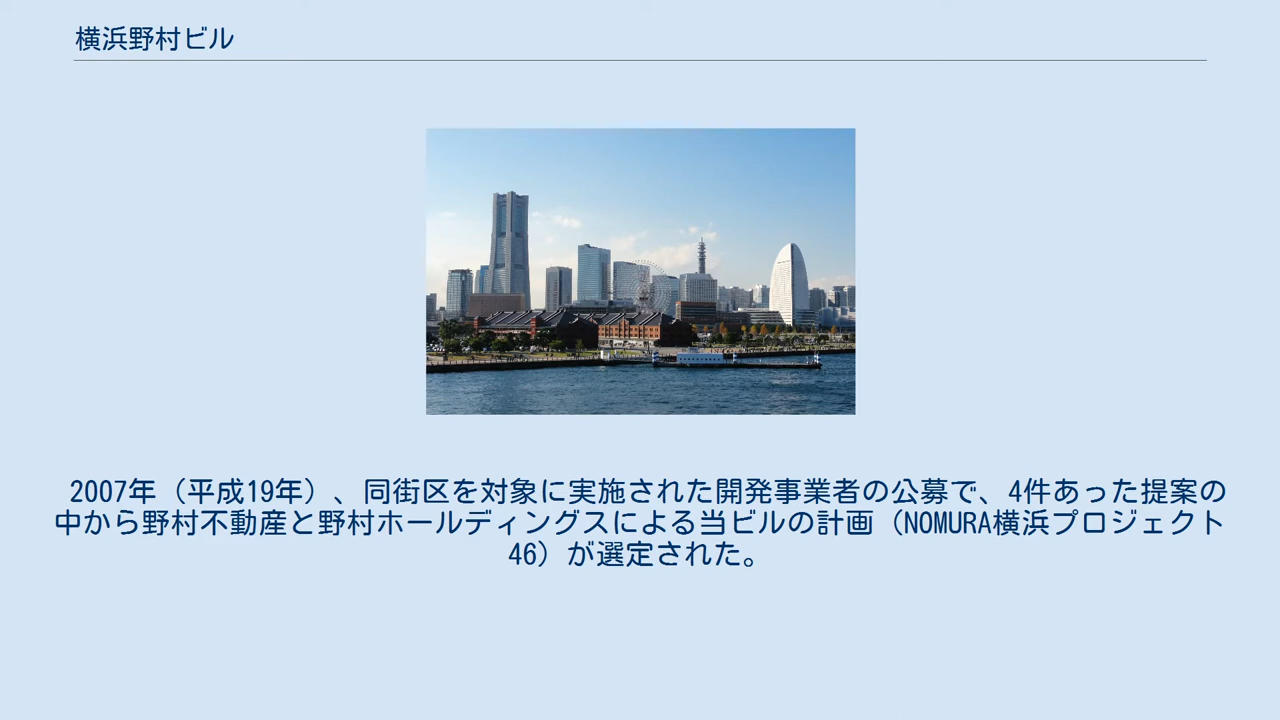 横浜野村ビル
2007年（平成19年）、同街区を対象に実施された開発事業者の公募で、4件あった提案の
中から野村不動産と野村ホールディングスによる当ビルの計画（NOMURA横浜プロジェクト
46）が選定された。